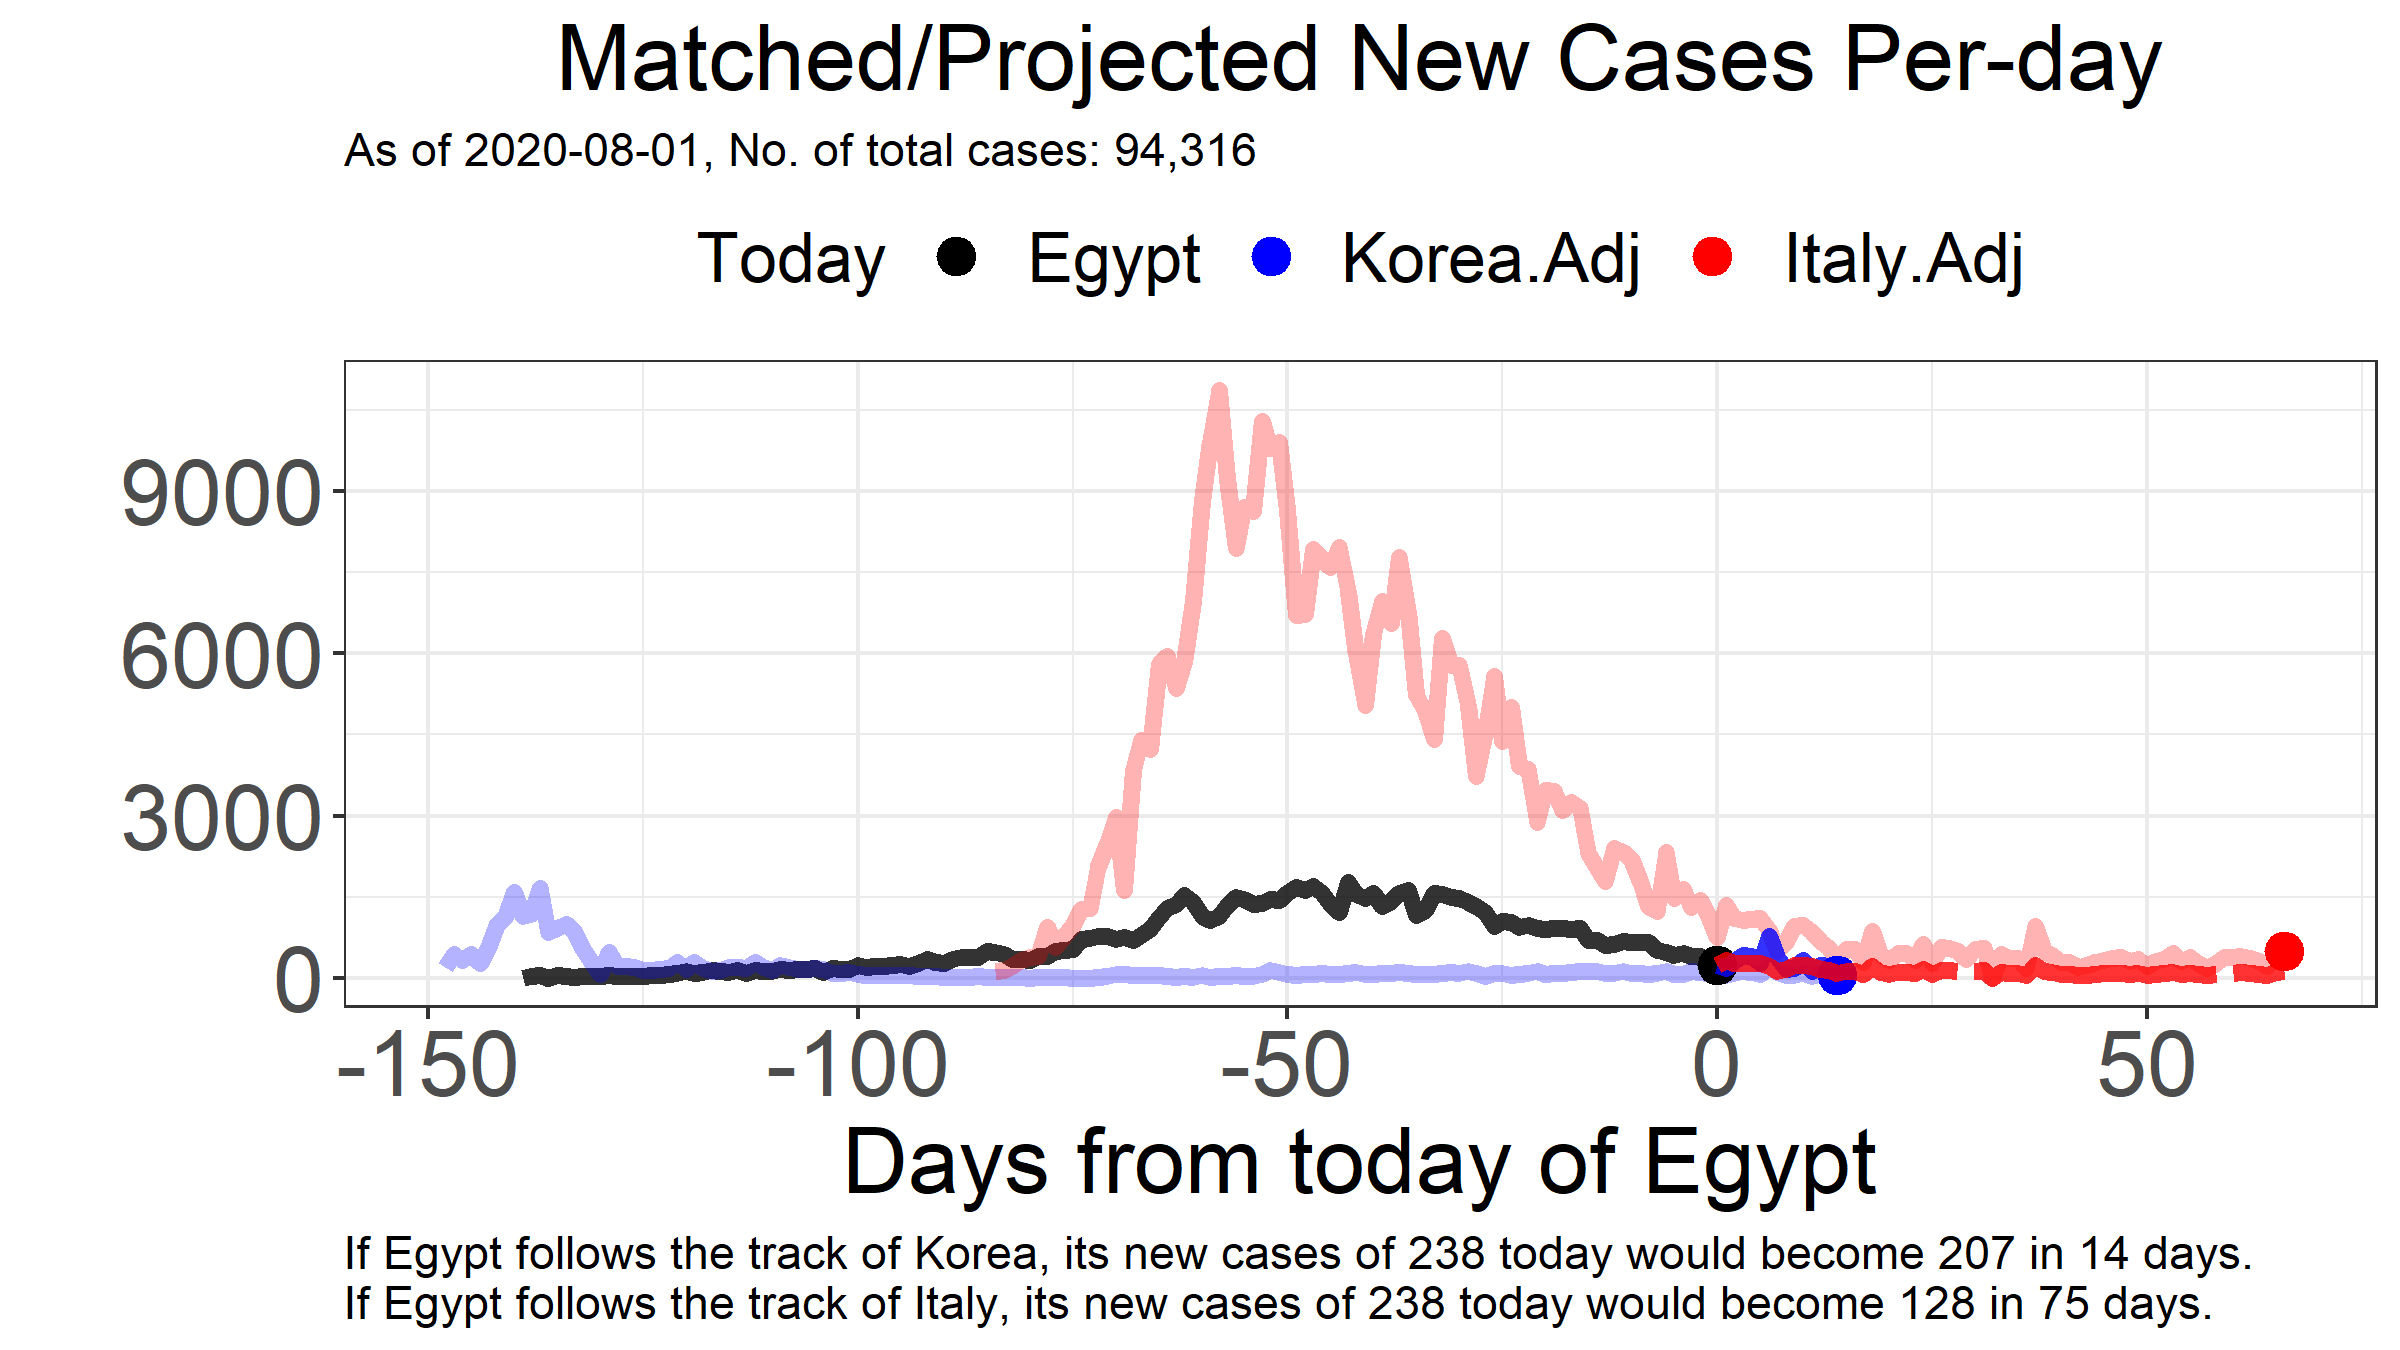 Matched/Projected New Cases Per-day
As of 2020-08-01, No. of total cases: 94,316
Today Egypt Korea.Adj Italy.Adj
9000
6000
3000
0
-150 -100 -50 0 50
Days from today of Egypt
If Egypt follows the track of Korea, its new cases of 238 today would become 207 in 14 days.
If Egypt follows the track of Italy, its new cases of 238 today would become 128 in 75 days.